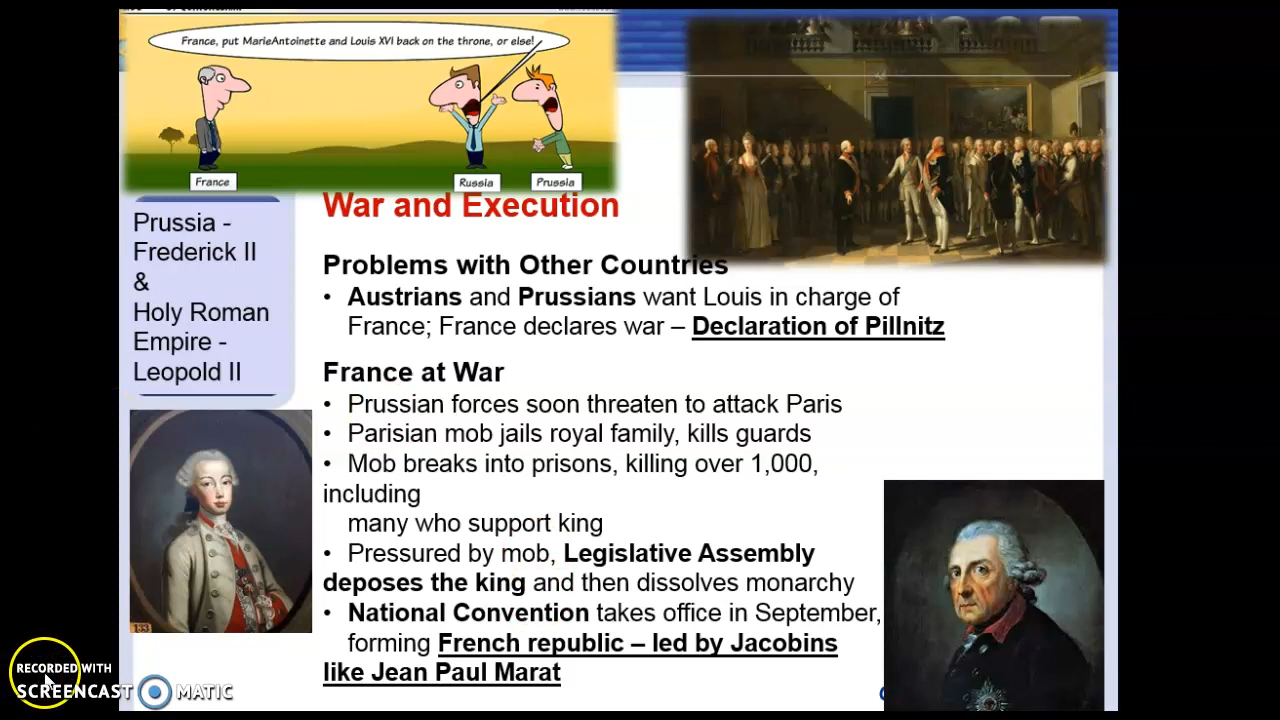 France, put MarieAntoinette and Louis XVI back on the throne, or else!
France
Russia
Prussia
War and Execution
Prussia -
Frederick II
&
Holy Roman
Empire -
Leopold II
Problems with Other Countries
• Austrians and Prussians want Louis in charge of
France; France declares war – Declaration of Pillnitz
France at War
• Prussian forces soon threaten to attack Paris
• Parisian mob jails royal family, kills guards
• Mob breaks into prisons, killing over 1,000,
including
many who support king
• Pressured by mob, Legislative Assembly
deposes the king and then dissolves monarchy
• National Convention takes office in September,
forming French republic – led by Jacobins
like Jean Paul Marat
133
RECORDED WITH
SCREENCAST MATIC